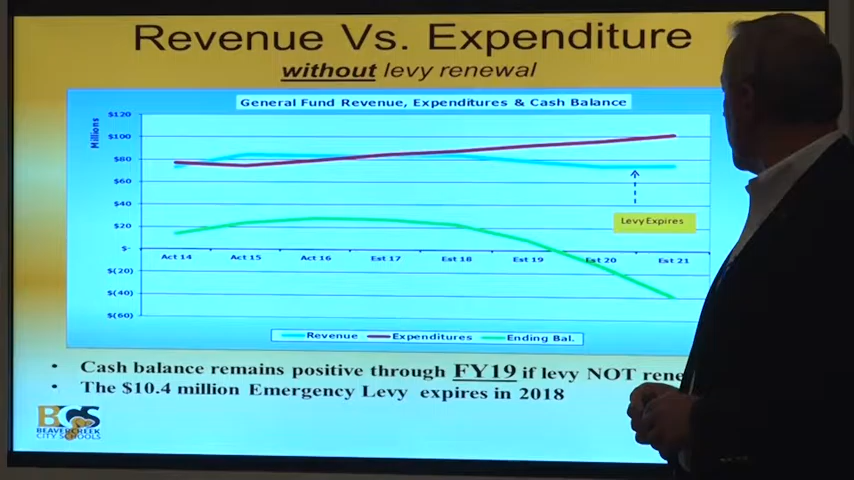 Revenue Vs. Expenditure
without levy renewal
General Fund Revenue, Expenditures & Cash Balance
Millions
$120
$100
$80
$60
$40
$20
$-
$(20)
$(40)
$(60)
Act 14 Act 15 Act 16 Est 17 Est 18 Est 19 Est 20 Est 21
Levy Expires
Revenue Expenditures Ending Bal.
• Cash balance remains positive through FY19 if levy NOT
• The $10.4 million Emergency Levy expires in 2018
BCS
BEAVERCREEK
CITY SCHOOLS